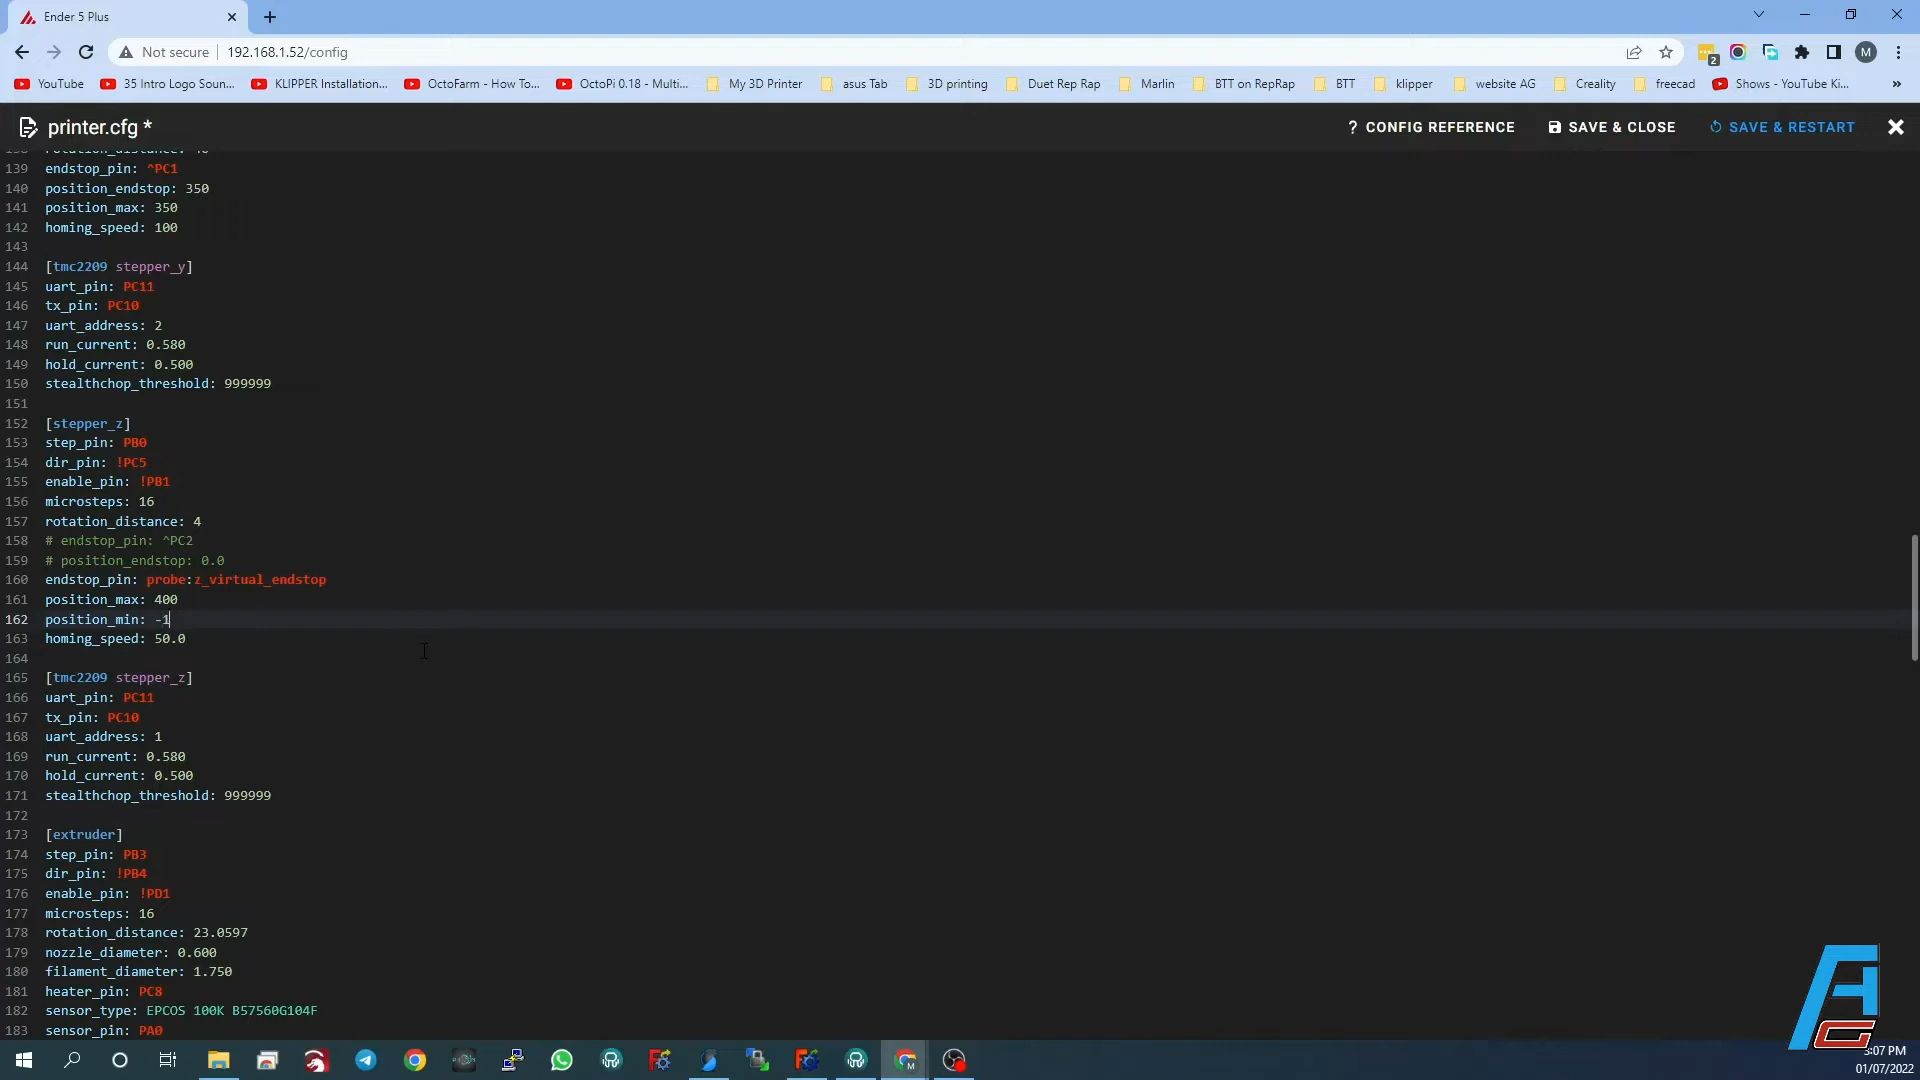 Ender 5 Plus
Not secure
192.168.1.52/config
2
M
YouTube
35 Intro Logo Soun...
KLIPPER Installation...
OctoFarm - How To...
OctoPi 0.18 - Multi...
My 3D Printer
asus Tab
3D printing
Duet Rep Rap
Marlin
BTT on RepRap
BTT
klipper
website AG
Creality
freecad
Shows - YouTube Ki...
»
printer.cfg *
? CONFIG REFERENCE
SAVE & CLOSE
SAVE & RESTART
139 endstop_pin: ^PC1
140 position_endstop: 350
141 position_max: 350
142 homing_speed: 100
143
144 [tmc2209 stepper_y]
145 uart_pin: PC11
146 tx_pin: PC10
147 uart_address: 2
148 run_current: 0.580
149 hold_current: 0.500
150 stealthchop_threshold: 999999
151
152 [stepper_z]
153 step_pin: PB0
154 dir_pin: !PC5
155 enable_pin: !PB1
156 microsteps: 16
157 rotation_distance: 4
158 # endstop_pin: ^PC2
159 # position_endstop: 0.0
160 endstop_pin: probe:z_virtual_endstop
161 position_max: 400
162 position_min: -1
163 homing_speed: 50.0
164
165 [tmc2209 stepper_z]
166 uart_pin: PC11
167 tx_pin: PC10
168 uart_address: 1
169 run_current: 0.580
170 hold_current: 0.500
171 stealthchop_threshold: 999999
172
173 [extruder]
174 step_pin: PB3
175 dir_pin: !PB4
176 enable_pin: !PD1
177 microsteps: 16
178 rotation_distance: 23.0597
179 nozzle_diameter: 0.600
180 filament_diameter: 1.750
181 heater_pin: PC8
182 sensor_type: EPCOS 100K B57560G104F
183 sensor_pin: PA0
3:07 PM
01/07/2022